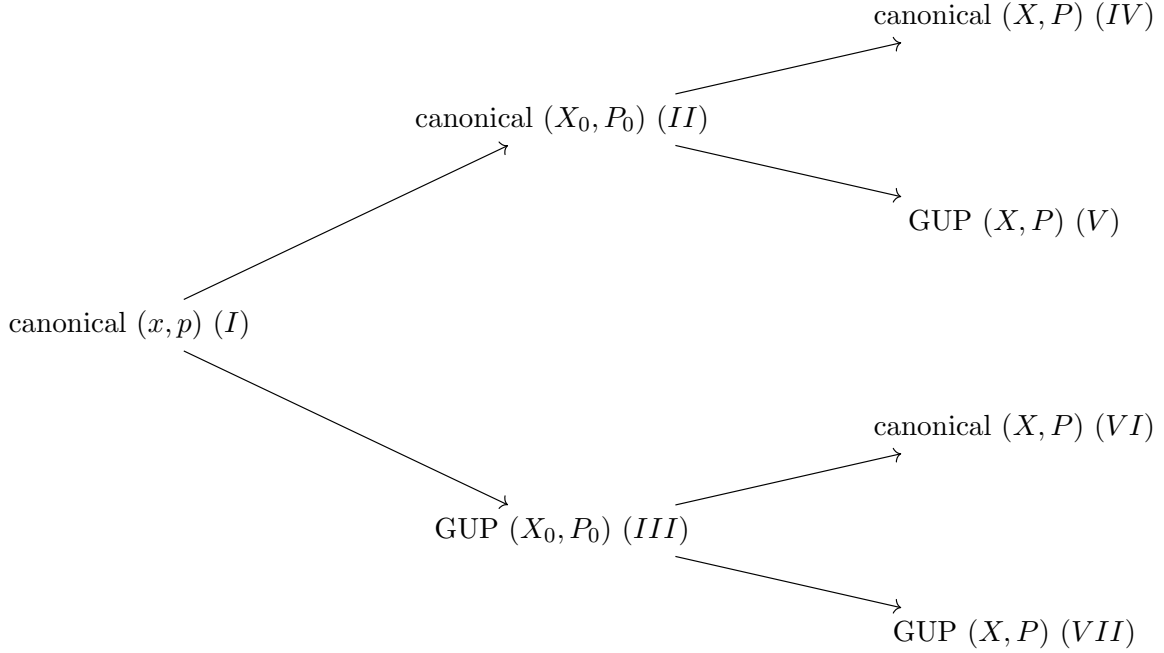 canonical (X, P) (IV)
canonical (X₀, P₀) (II)
GUP (X, P) (V)
canonical (x, p) (I)
canonical (X, P) (VI)
GUP (X₀, P₀) (III)
GUP (X, P) (VII)